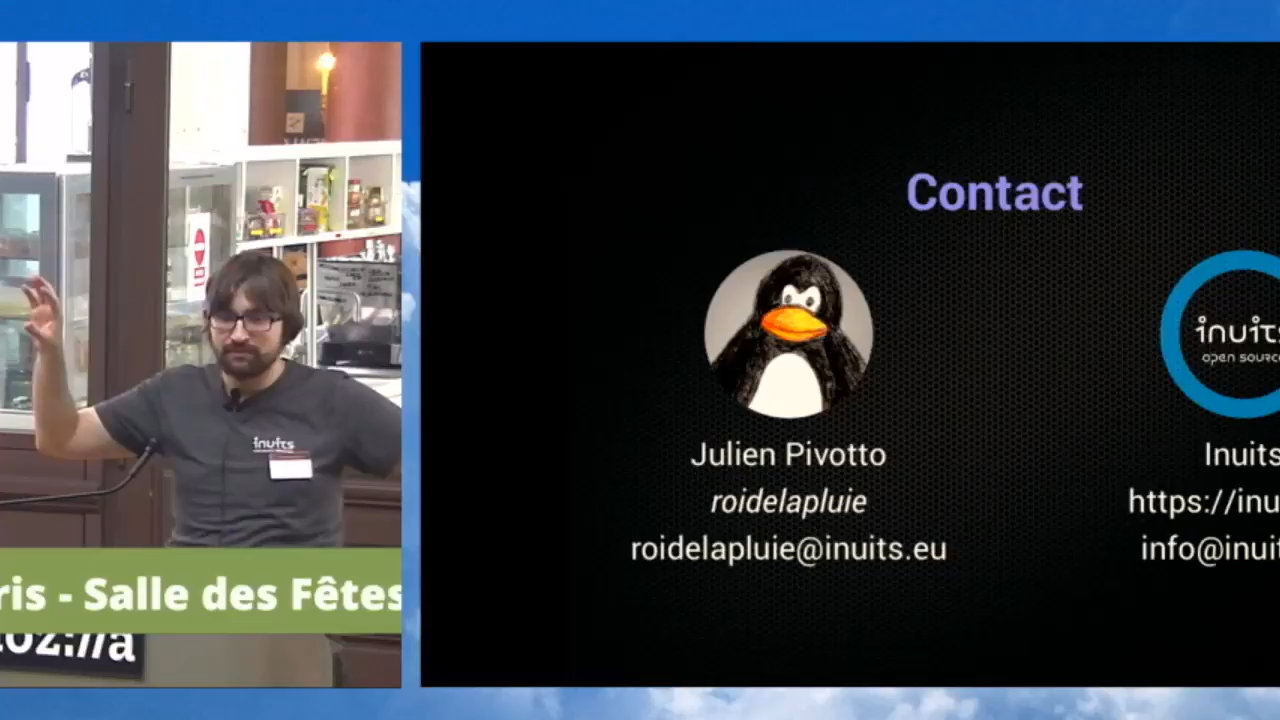 inuits
ris - Salle des Fêtes
moz://a
Contact
Julien Pivotto
roidelapluie
roidelapluie@inuits.eu
inuits
open source
Inuits
https://inu
info@inuit